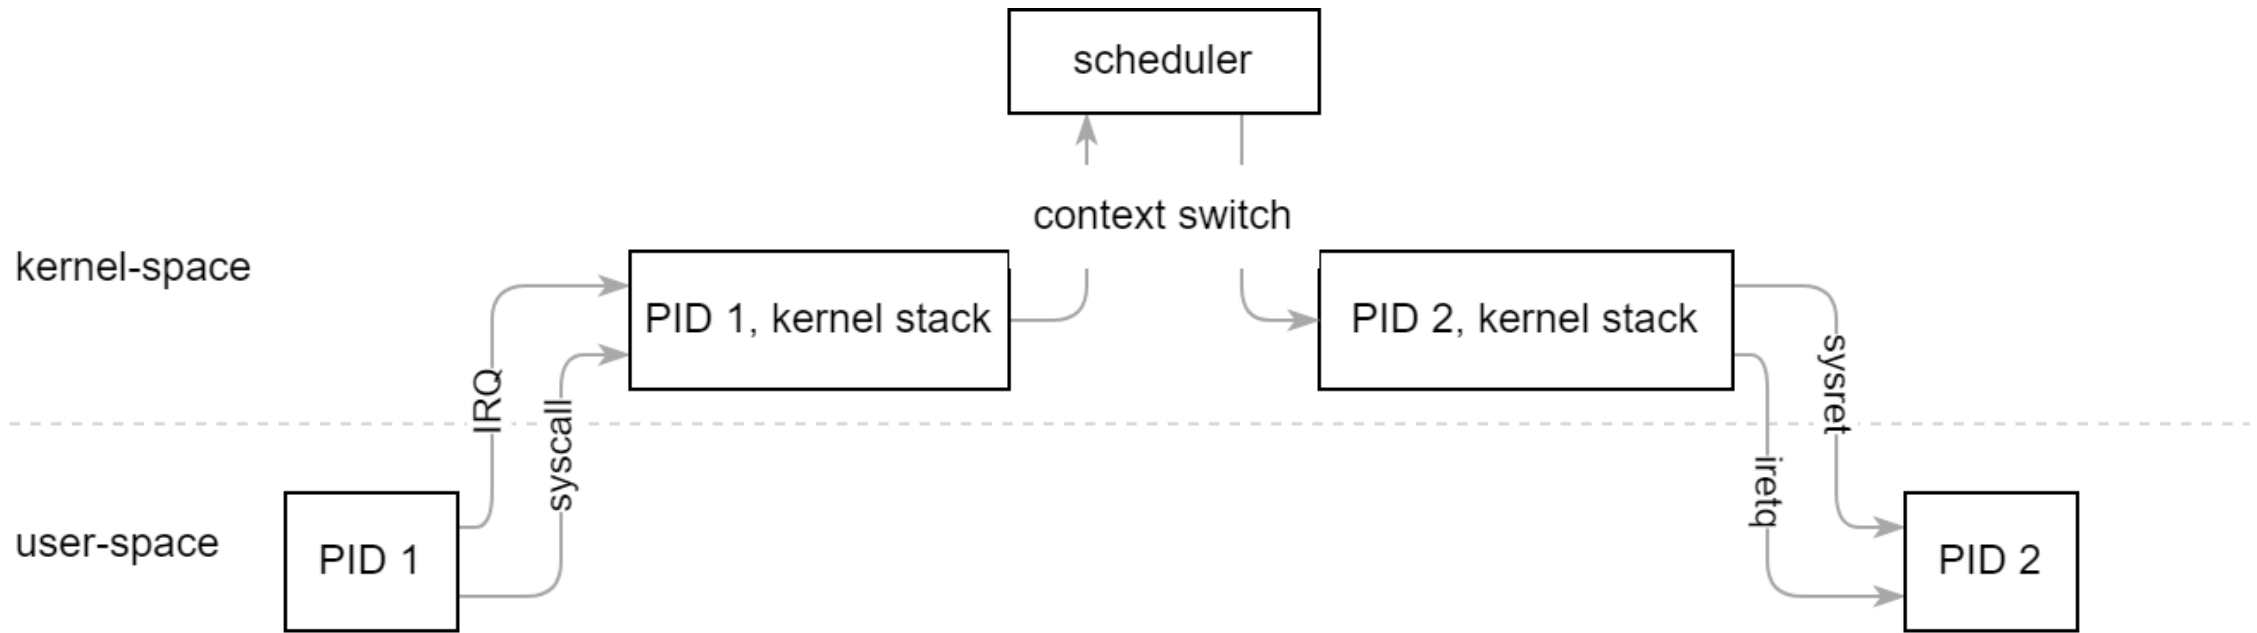 scheduler
context switch
kernel-space
PID 1, kernel stack
PID 2, kernel stack
IRQ
syscall
sysret
iretq
user-space
PID 1
PID 2